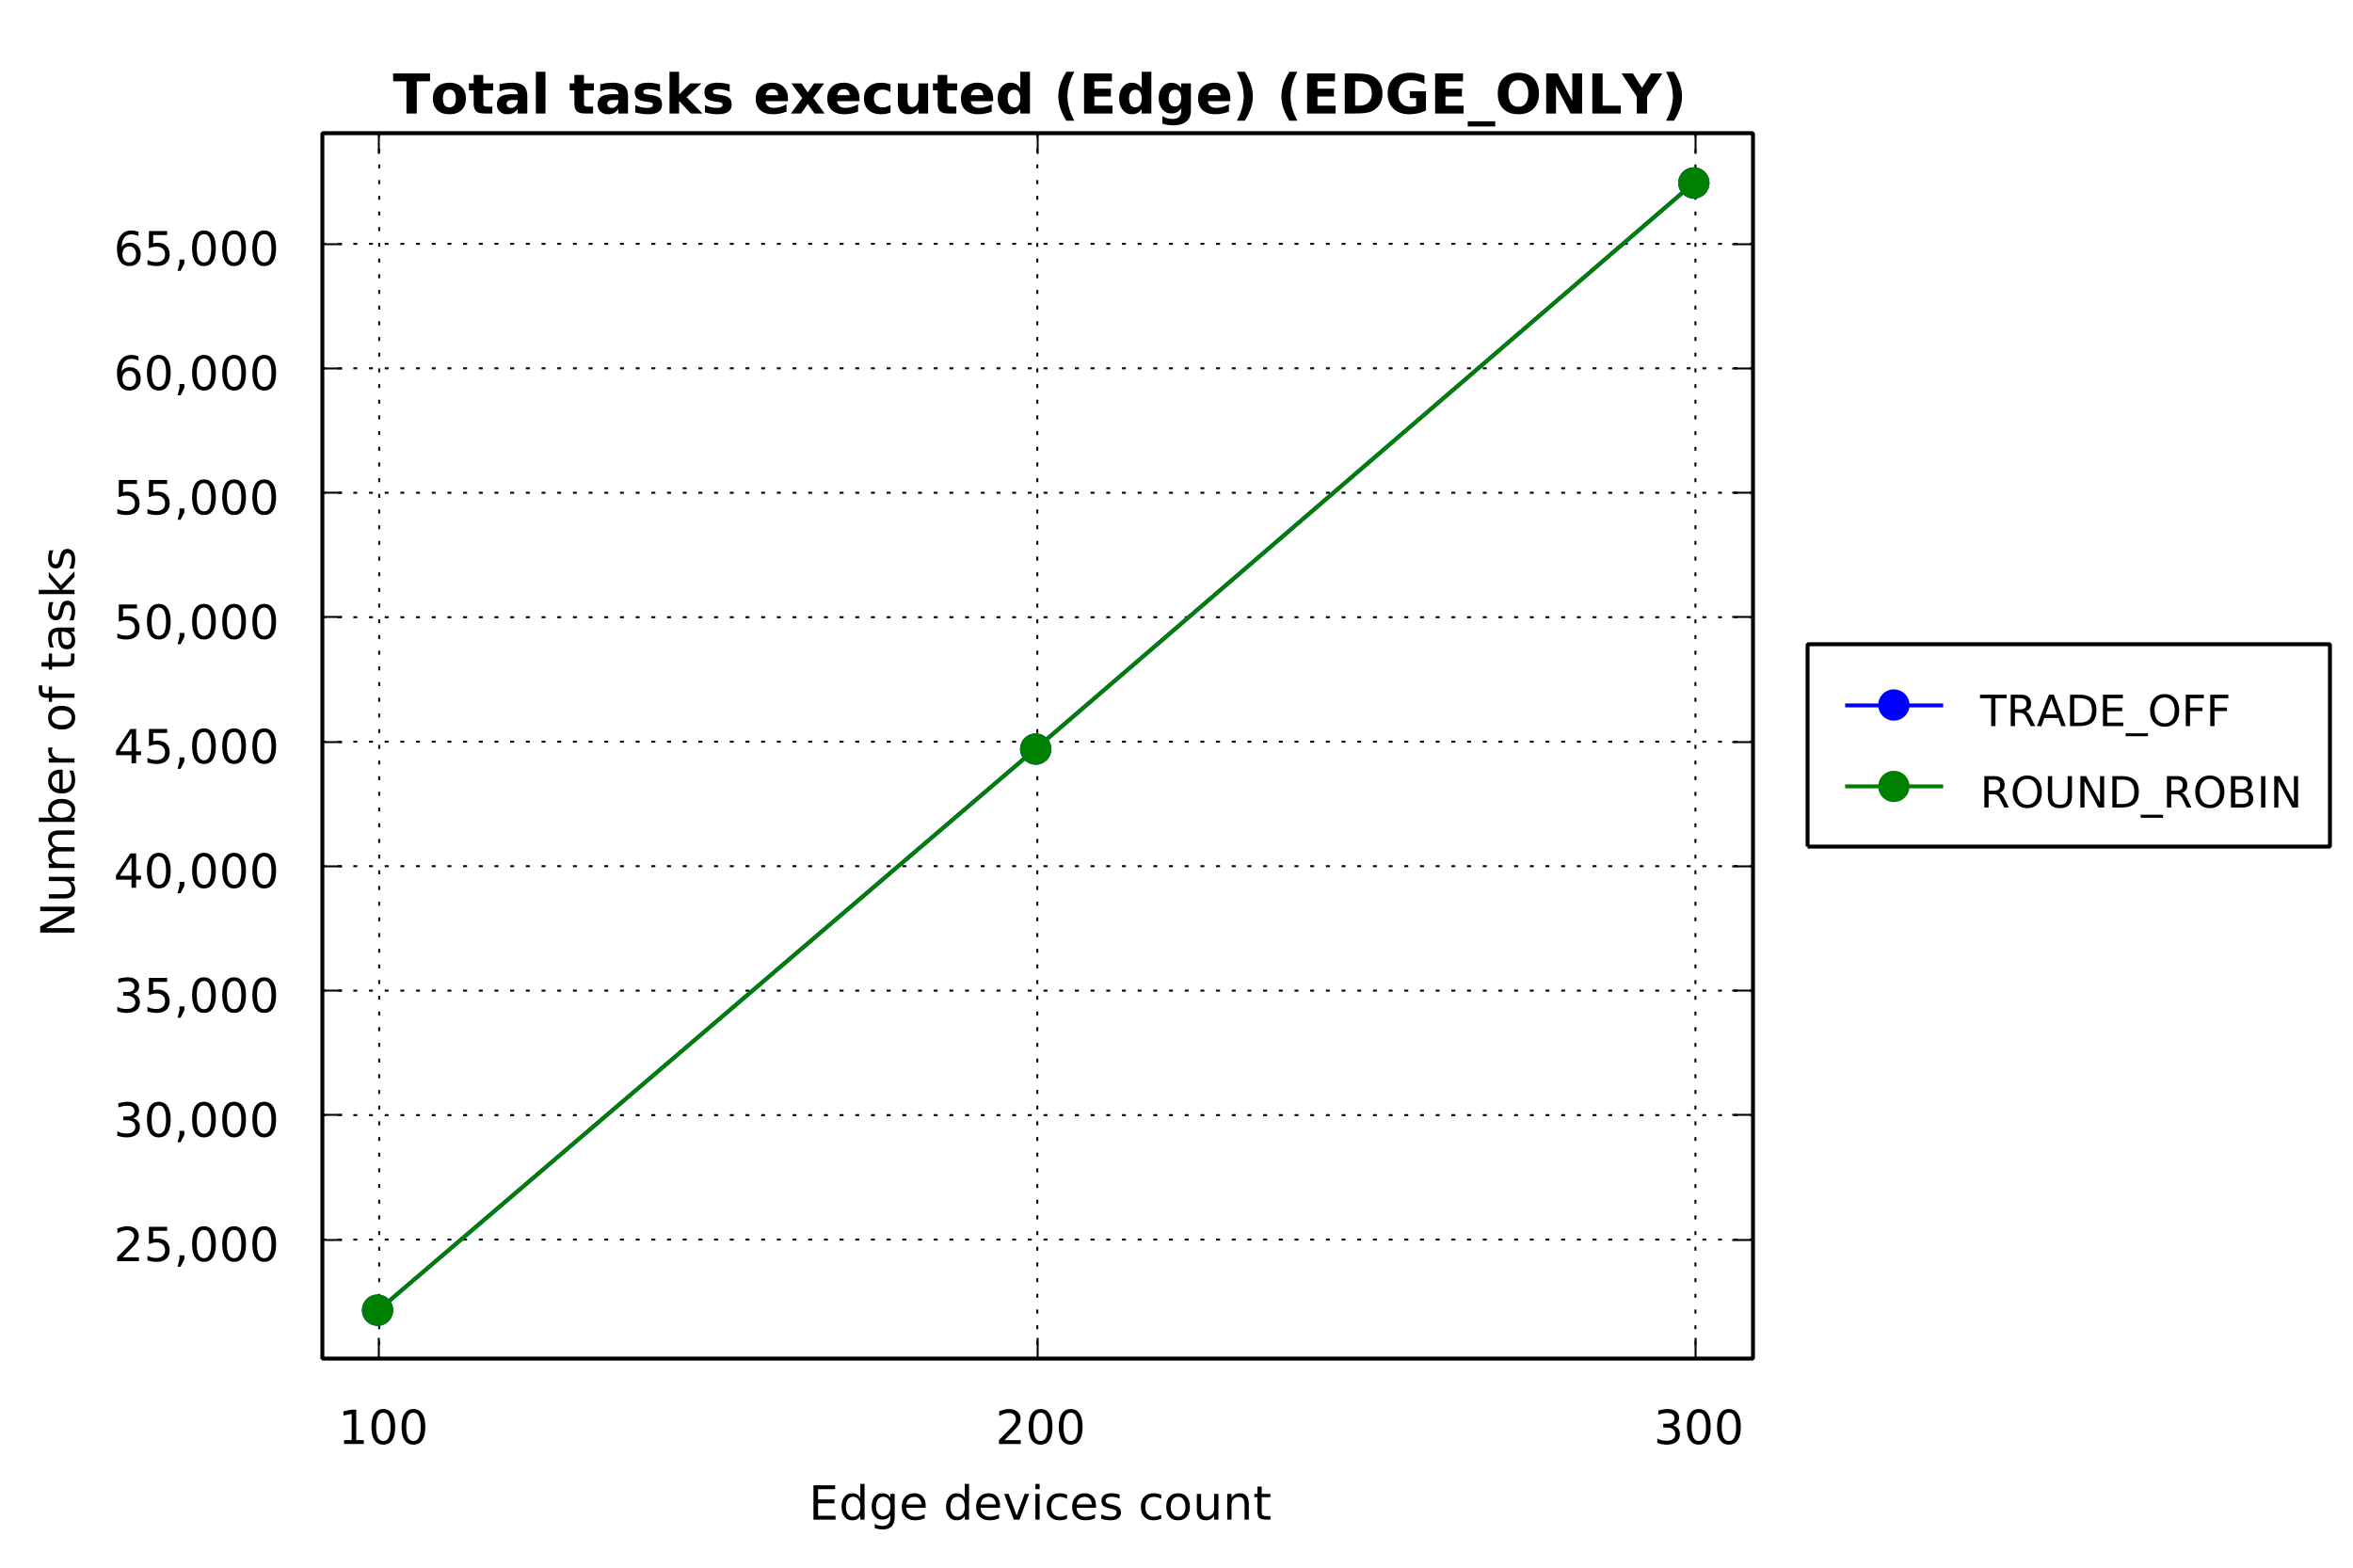 Total tasks executed (Edge) (EDGE_ONLY)
65,000
60,000
55,000
50,000
45,000
40,000
35,000
30,000
25,000
Number of tasks
100 200 300
Edge devices count
TRADE_OFF
ROUND_ROBIN